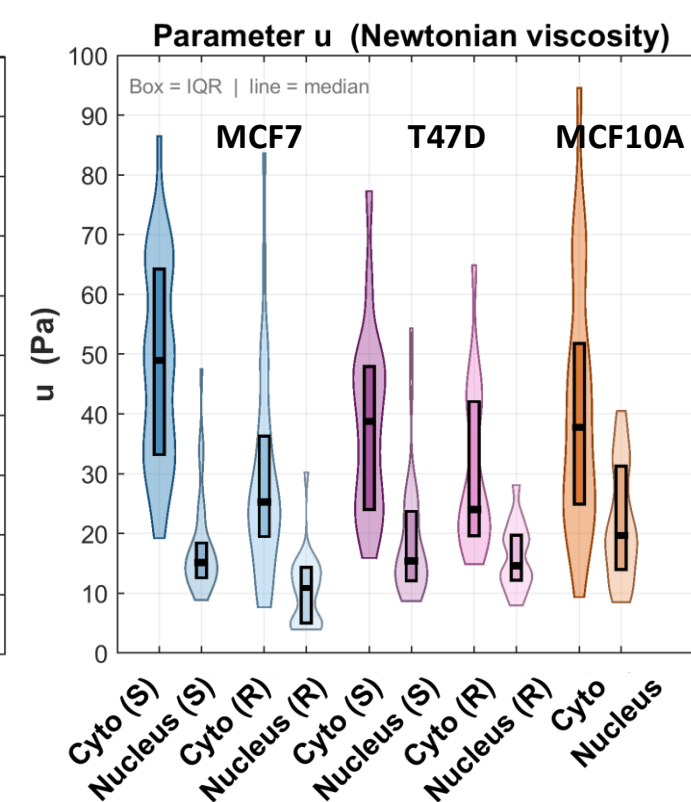 Parameter u (Newtonian viscosity)
Box = IQR | line = median
MCF7 T47D MCF10A
100
90
80
70
60
50
40
30
20
10
0
u (Pa)
Cyto (S)
Nucleus (S)
Cyto (R)
Nucleus (R)
Cyto (S)
Nucleus (S)
Cyto (R)
Nucleus (R)
Cyto
Nucleus